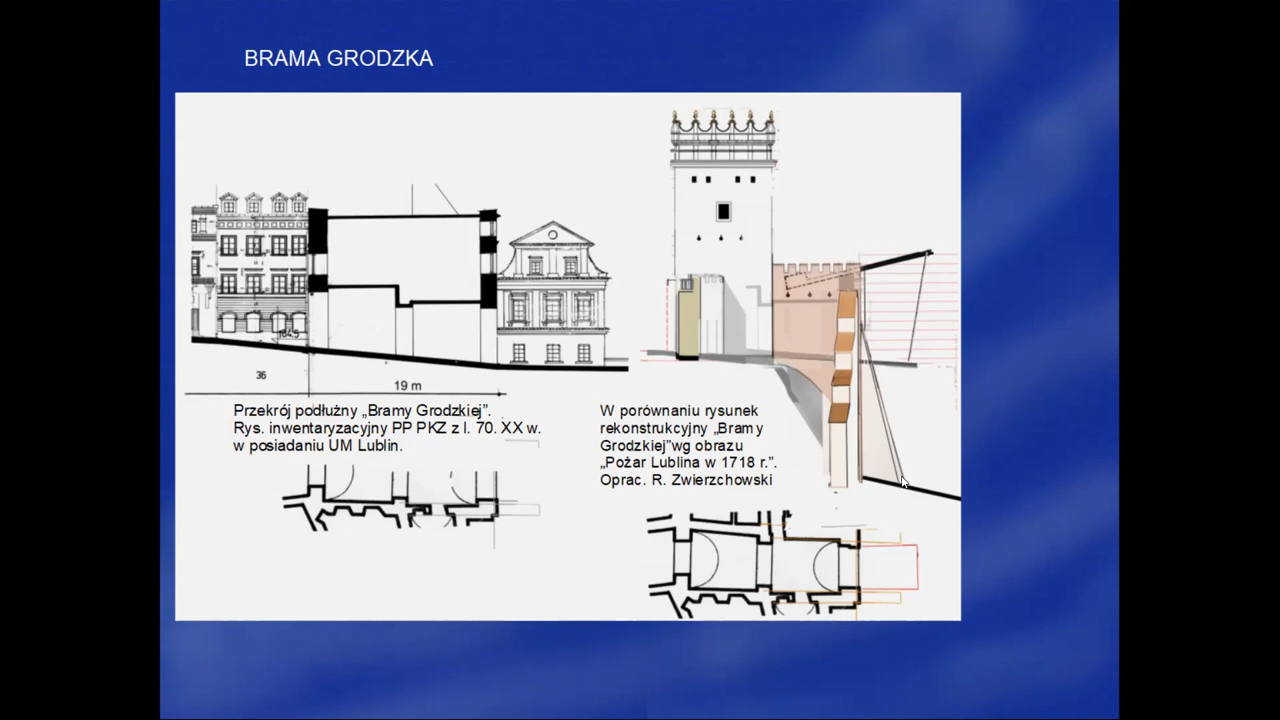 BRAMA GRODZKA
36
19 m
Przekrój podłużny „Bramy Grodzkiej”.
Rys. inwentaryzacyjny PP PKZ z l. 70. XX w.
w posiadaniu UM Lublin.
W porównaniu rysunek
rekonstrukcyjny „Bramy
Grodzkiej”wg obrazu
„Pożar Lublina w 1718 r.”.
Oprac. R. Zwierzchowski